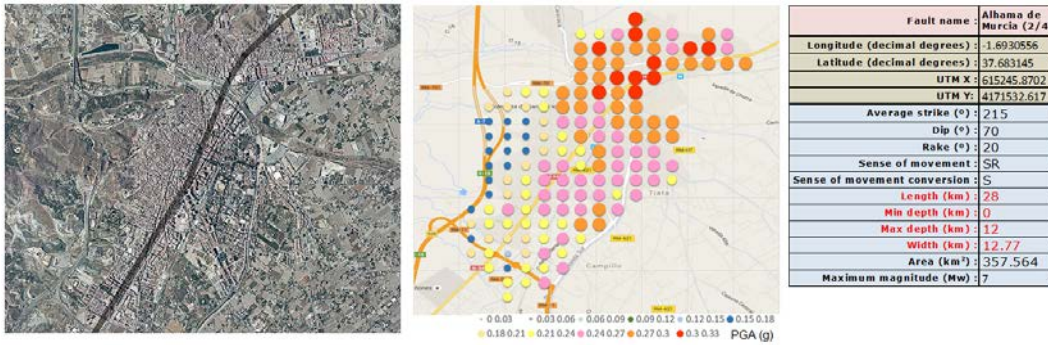 Fault name : Alhama de
Murcia (2/4
Longitude (decimal degrees) : -1.6930556
Latitude (decimal degrees) : 37.683145
UTM X : 615245.8702
UTM Y: 4171532.617
Average strike (º) : 215
Dip (º) : 70
Rake (º) : 20
Sense of movement : SR
Sense of movement conversion : S
Length (km) : 28
Min depth (km) : 0
Max depth (km) : 12
Width (km) : 12.77
Area (km²) : 357.564
Maximum magnitude (Mw) : 7
Tiata
Campillo
0 0.03 0.03 0.06 0.06 0.09 0.09 0.12 0.12 0.15 0.15 0.18
0.18 0.21 0.21 0.24 0.24 0.27 0.27 0.3 0.3 0.33 PGA (g)